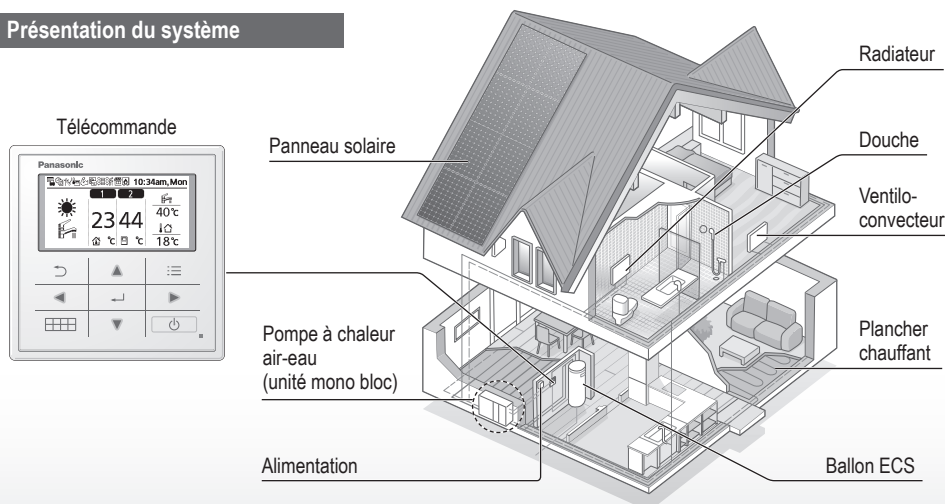 Présentation du système
Télécommande
Panasonic
10:34am,Mon
1 2
23 44
°C °C
40°C
18°C
Panneau solaire
Radiateur
Douche
Ventilo-
convecteur
Pompe à chaleur
air-eau
(unité mono bloc)
Plancher
chauffant
Alimentation
Ballon ECS